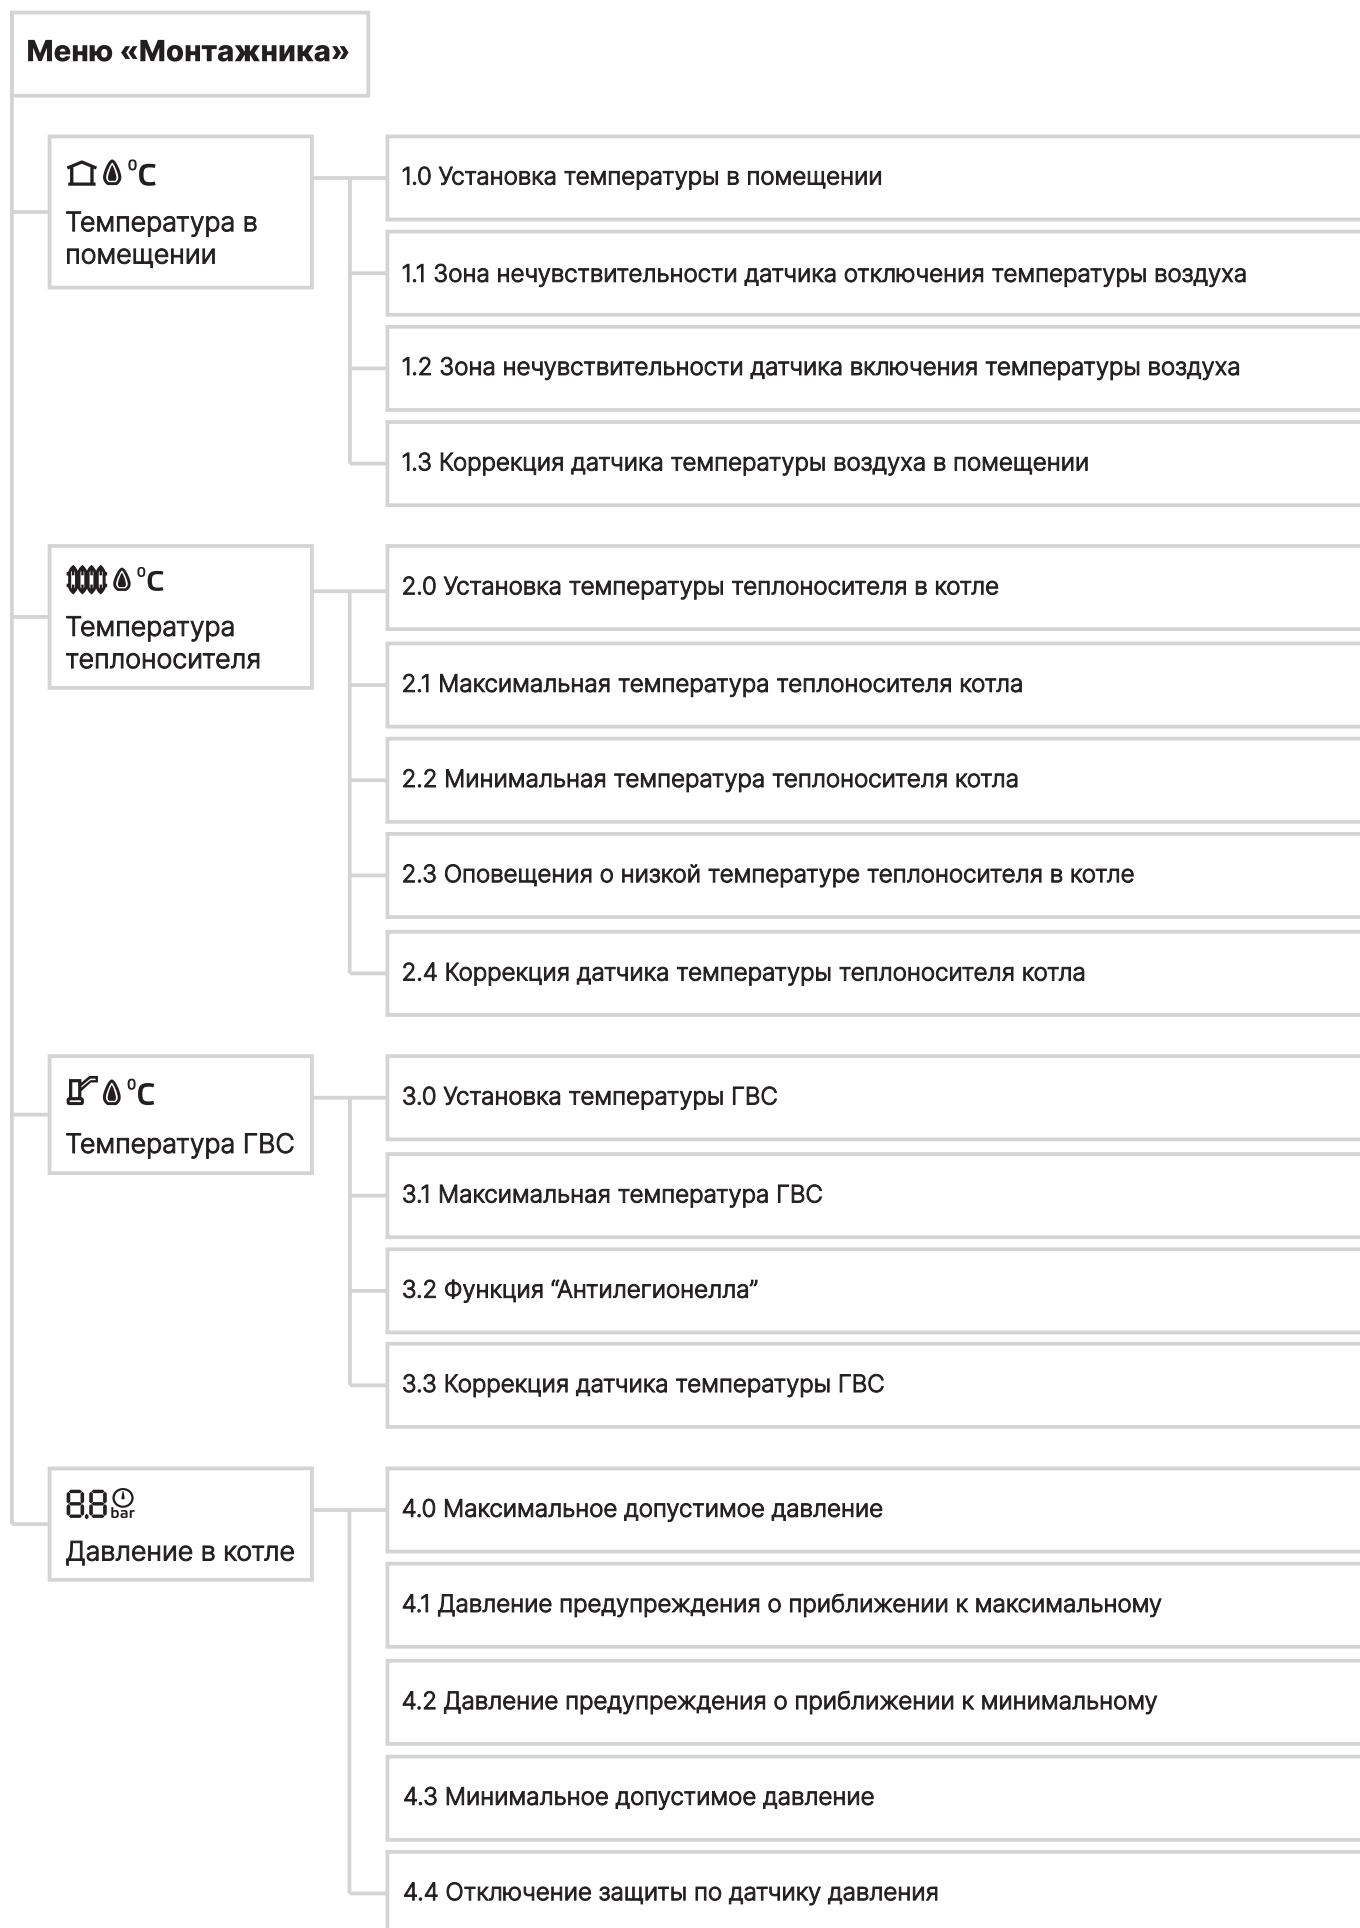 Меню «Монтажника»
⁰C
Температура в
помещении
1.0 Установка температуры в помещении
1.1 Зона нечувствительности датчика отключения температуры воздуха
1.2 Зона нечувствительности датчика включения температуры воздуха
1.3 Коррекция датчика температуры воздуха в помещении
⁰C
Температура
теплоносителя
2.0 Установка температуры теплоносителя в котле
2.1 Максимальная температура теплоносителя котла
2.2 Минимальная температура теплоносителя котла
2.3 Оповещения о низкой температуре теплоносителя в котле
2.4 Коррекция датчика температуры теплоносителя котла
⁰C
Температура ГВС
3.0 Установка температуры ГВС
3.1 Максимальная температура ГВС
3.2 Функция “Антилегионелла”
3.3 Коррекция датчика температуры ГВС
8.8 bar
Давление в котле
4.0 Максимальное допустимое давление
4.1 Давление предупреждения о приближении к максимальному
4.2 Давление предупреждения о приближении к минимальному
4.3 Минимальное допустимое давление
4.4 Отключение защиты по датчику давления